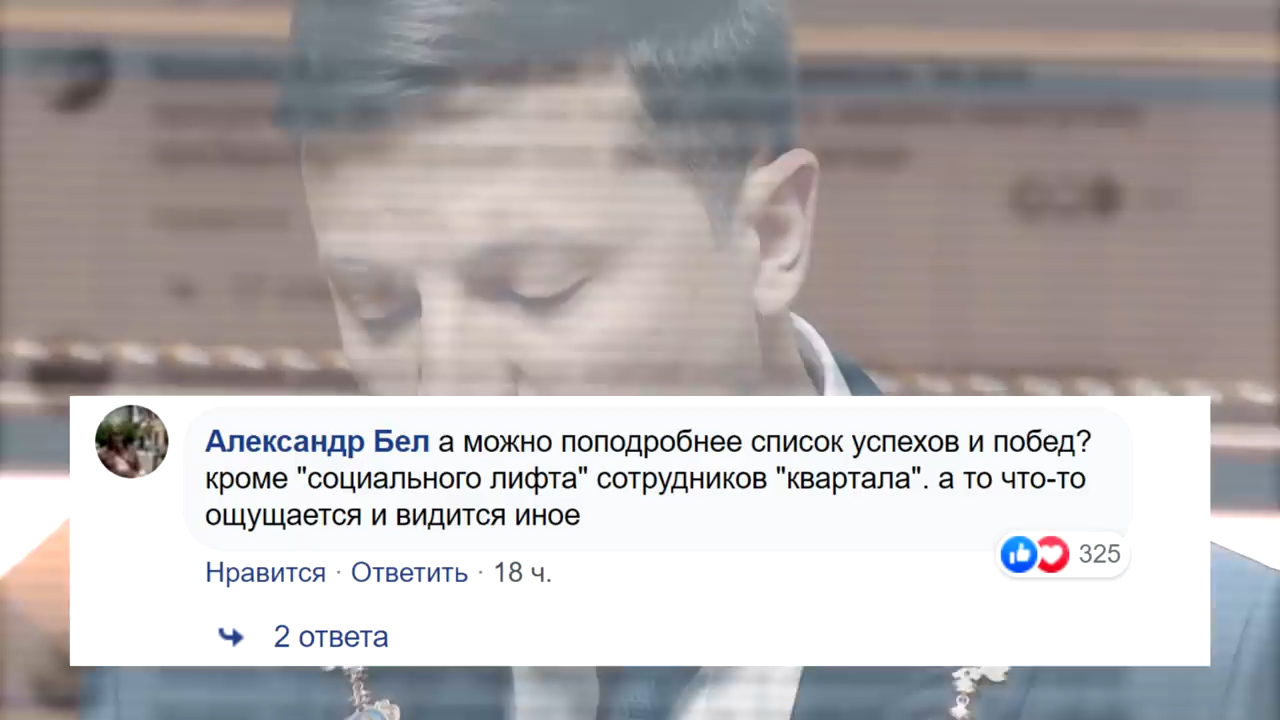 Александр Бел а можно поподробнее список успехов и побед?
кроме "социального лифта" сотрудников "квартала". а то что-то
ощущается и видится иное
325
Нравится · Ответить · 18 ч.
2 ответа